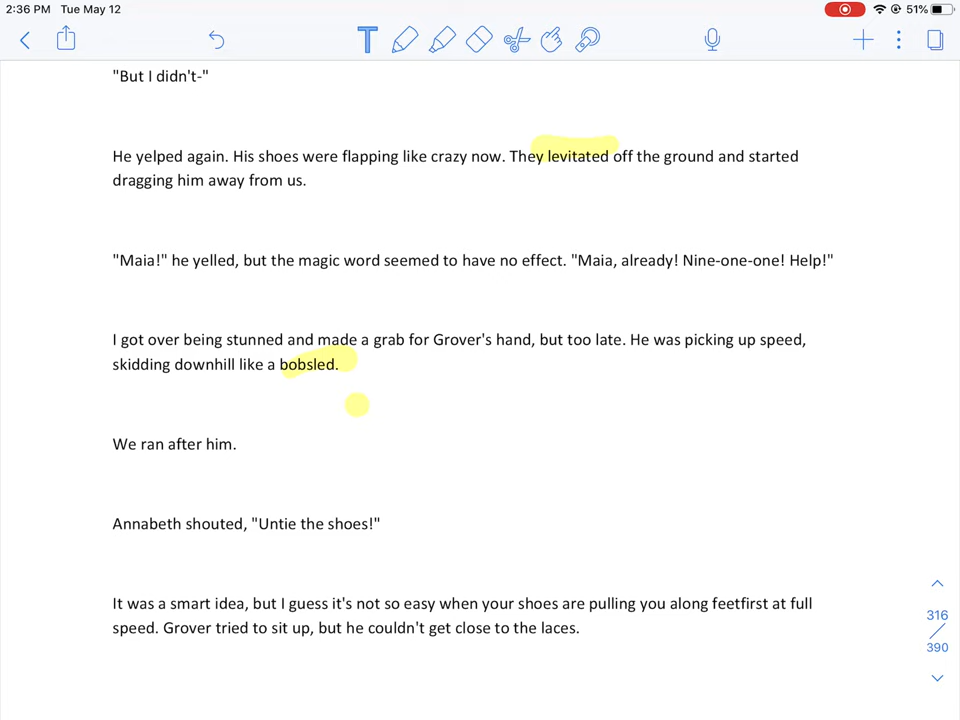 2:36 PM Tue May 12 51%
T
"But I didn't-"
He yelped again. His shoes were flapping like crazy now. They levitated off the ground and started
dragging him away from us.
"Maia!" he yelled, but the magic word seemed to have no effect. "Maia, already! Nine-one-one! Help!"
I got over being stunned and made a grab for Grover's hand, but too late. He was picking up speed,
skidding downhill like a bobsled.
We ran after him.
Annabeth shouted, "Untie the shoes!"
It was a smart idea, but I guess it's not so easy when your shoes are pulling you along feetfirst at full
speed. Grover tried to sit up, but he couldn't get close to the laces.
316
390